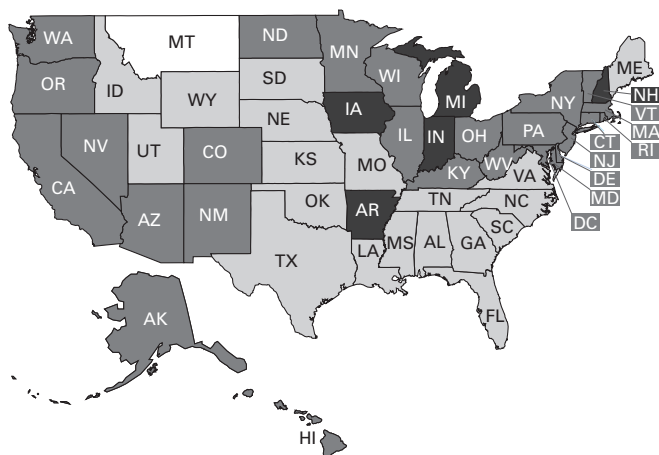 WA
MT
ND
MN
ME
OR
ID
SD
WI
NH
VT
WY
IA
MI
NY
MA
NE
PA
CT
RI
NV
UT
CO
IL
IN
OH
NJ
CA
KS
MO
KY
WV
VA
DE
MD
AZ
NM
OK
AR
TN
NC
DC
TX
LA
MS
AL
GA
SC
FL
AK
HI